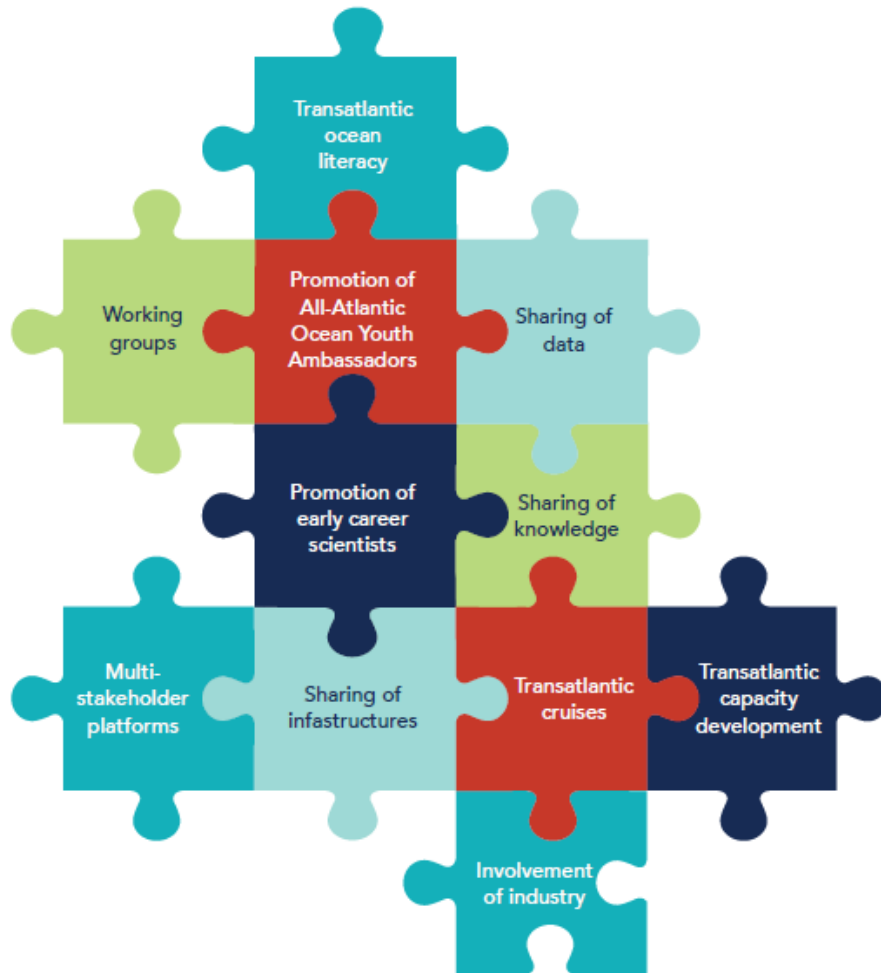 Transatlantic
ocean
literacy
Working
groups
Promotion of
All-Atlantic
Ocean Youth
Ambassadors
Sharing of
data
Promotion of
early career
scientists
Sharing of
knowledge
Multi-
stakeholder
platforms
Sharing of
infastructures
Transatlantic
cruises
Transatlantic
capacity
development
Involvement
of industry